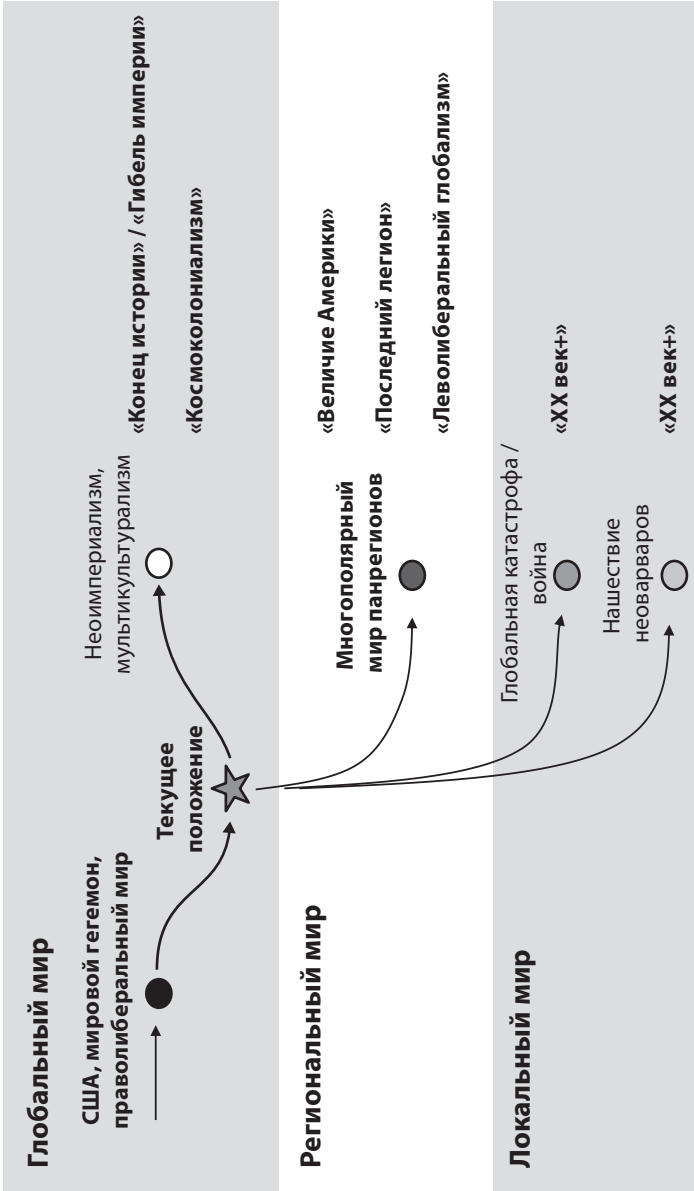 Глобальный мир
США, мировой гегемон,
праволиберальный мир
Текущее
положение
Неоимпериализм,
мультикультурализм
«Конец истории» / «Гибель империи»
«Космоколониализм»
Региональный мир
Многополярный
мир панрегионов
«Величие Америки»
«Последний легион»
«Леволиберальный глобализм»
Локальный мир
Глобальная катастрофа /
война
«XX век+»
Нашествие
неоварваров
«XX век+»